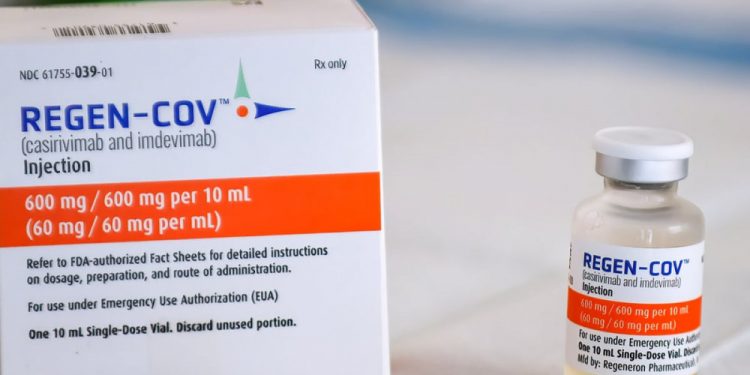 NDC 61755-039-01
Rx only
REGEN-COV™
(casirivimab and imdevimab)
Injection
600 mg / 600 mg per 10 mL
(60 mg / 60 mg per mL)
Refer to FDA-authorized Fact Sheets for detailed instructions
on dosage, preparation, and route of administration.
For use under Emergency Use Authorization (EUA)
One 10 mL Single-Dose Vial. Discard unused portion.
REGEN-COV™
(casirivimab and imdevimab)
Injection
600 mg / 600 mg per 10 mL
(60 mg / 60 mg per mL)
For use under Emergency Use
One 10 mL Single-Dose Vial.
Mfd by: Regeneron